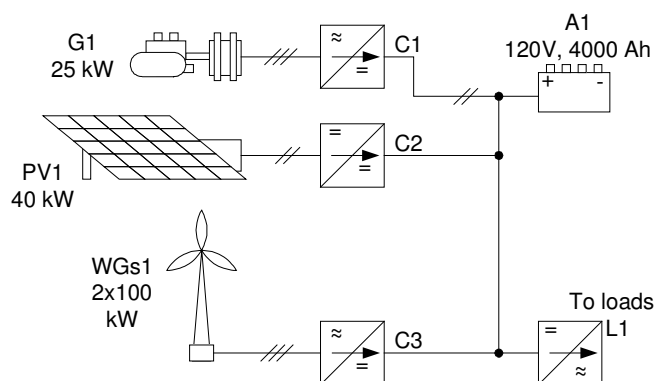 G1
25 kW
≈
=
C1
A1
120V, 4000 Ah
+ -
PV1
40 kW
=
=
C2
WGs1
2x100
kW
≈
=
C3
To loads
L1
=
≈